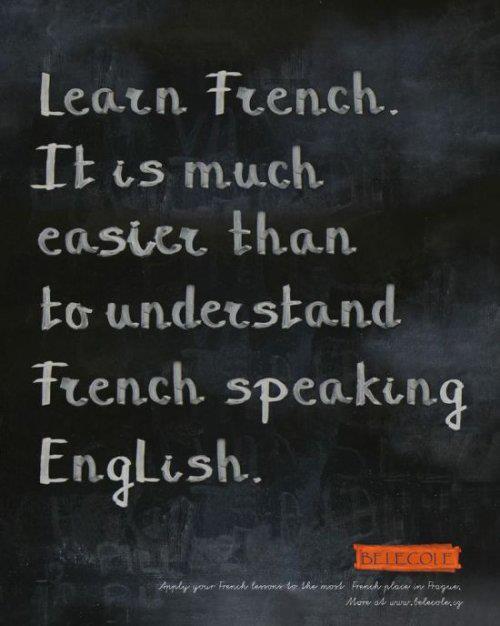 Learn French.
It is much
easier than
to understand
French speaking
English.
BELECOLE
Apply your French lessons to the most French place in Prague.
More at www.belecole.cz